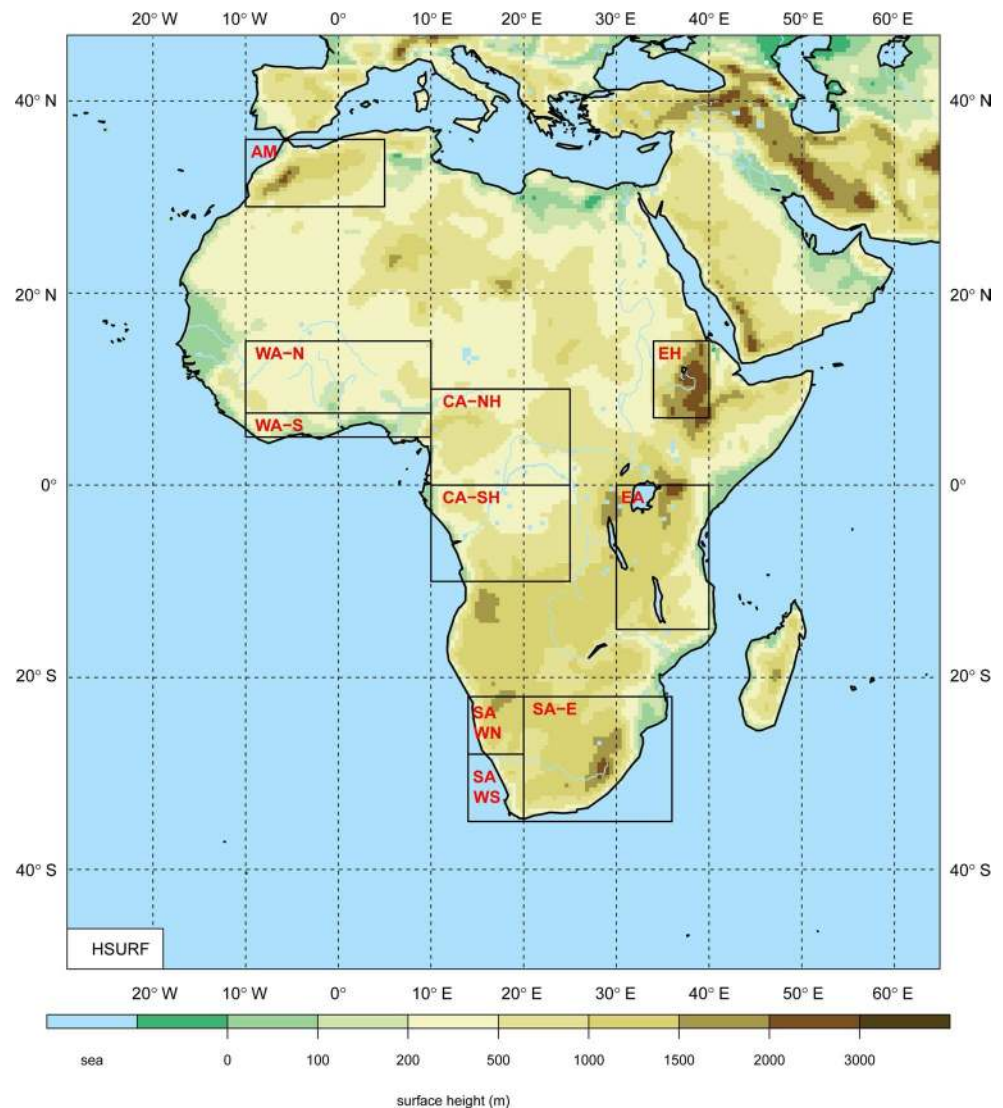 20° W 10° W 0° 10° E 20° E 30° E 40° E 50° E 60° E
40° N 40° N
AM
20° N 20° N
WA−N EH
CA−NH
WA−S
0° CA−SH EA 0°
20° S 20° S
SA SA−E
WN
SA
WS
40° S 40° S
HSURF
20° W 10° W 0° 10° E 20° E 30° E 40° E 50° E 60° E
sea 0 100 200 500 1000 1500 2000 3000
surface height (m)